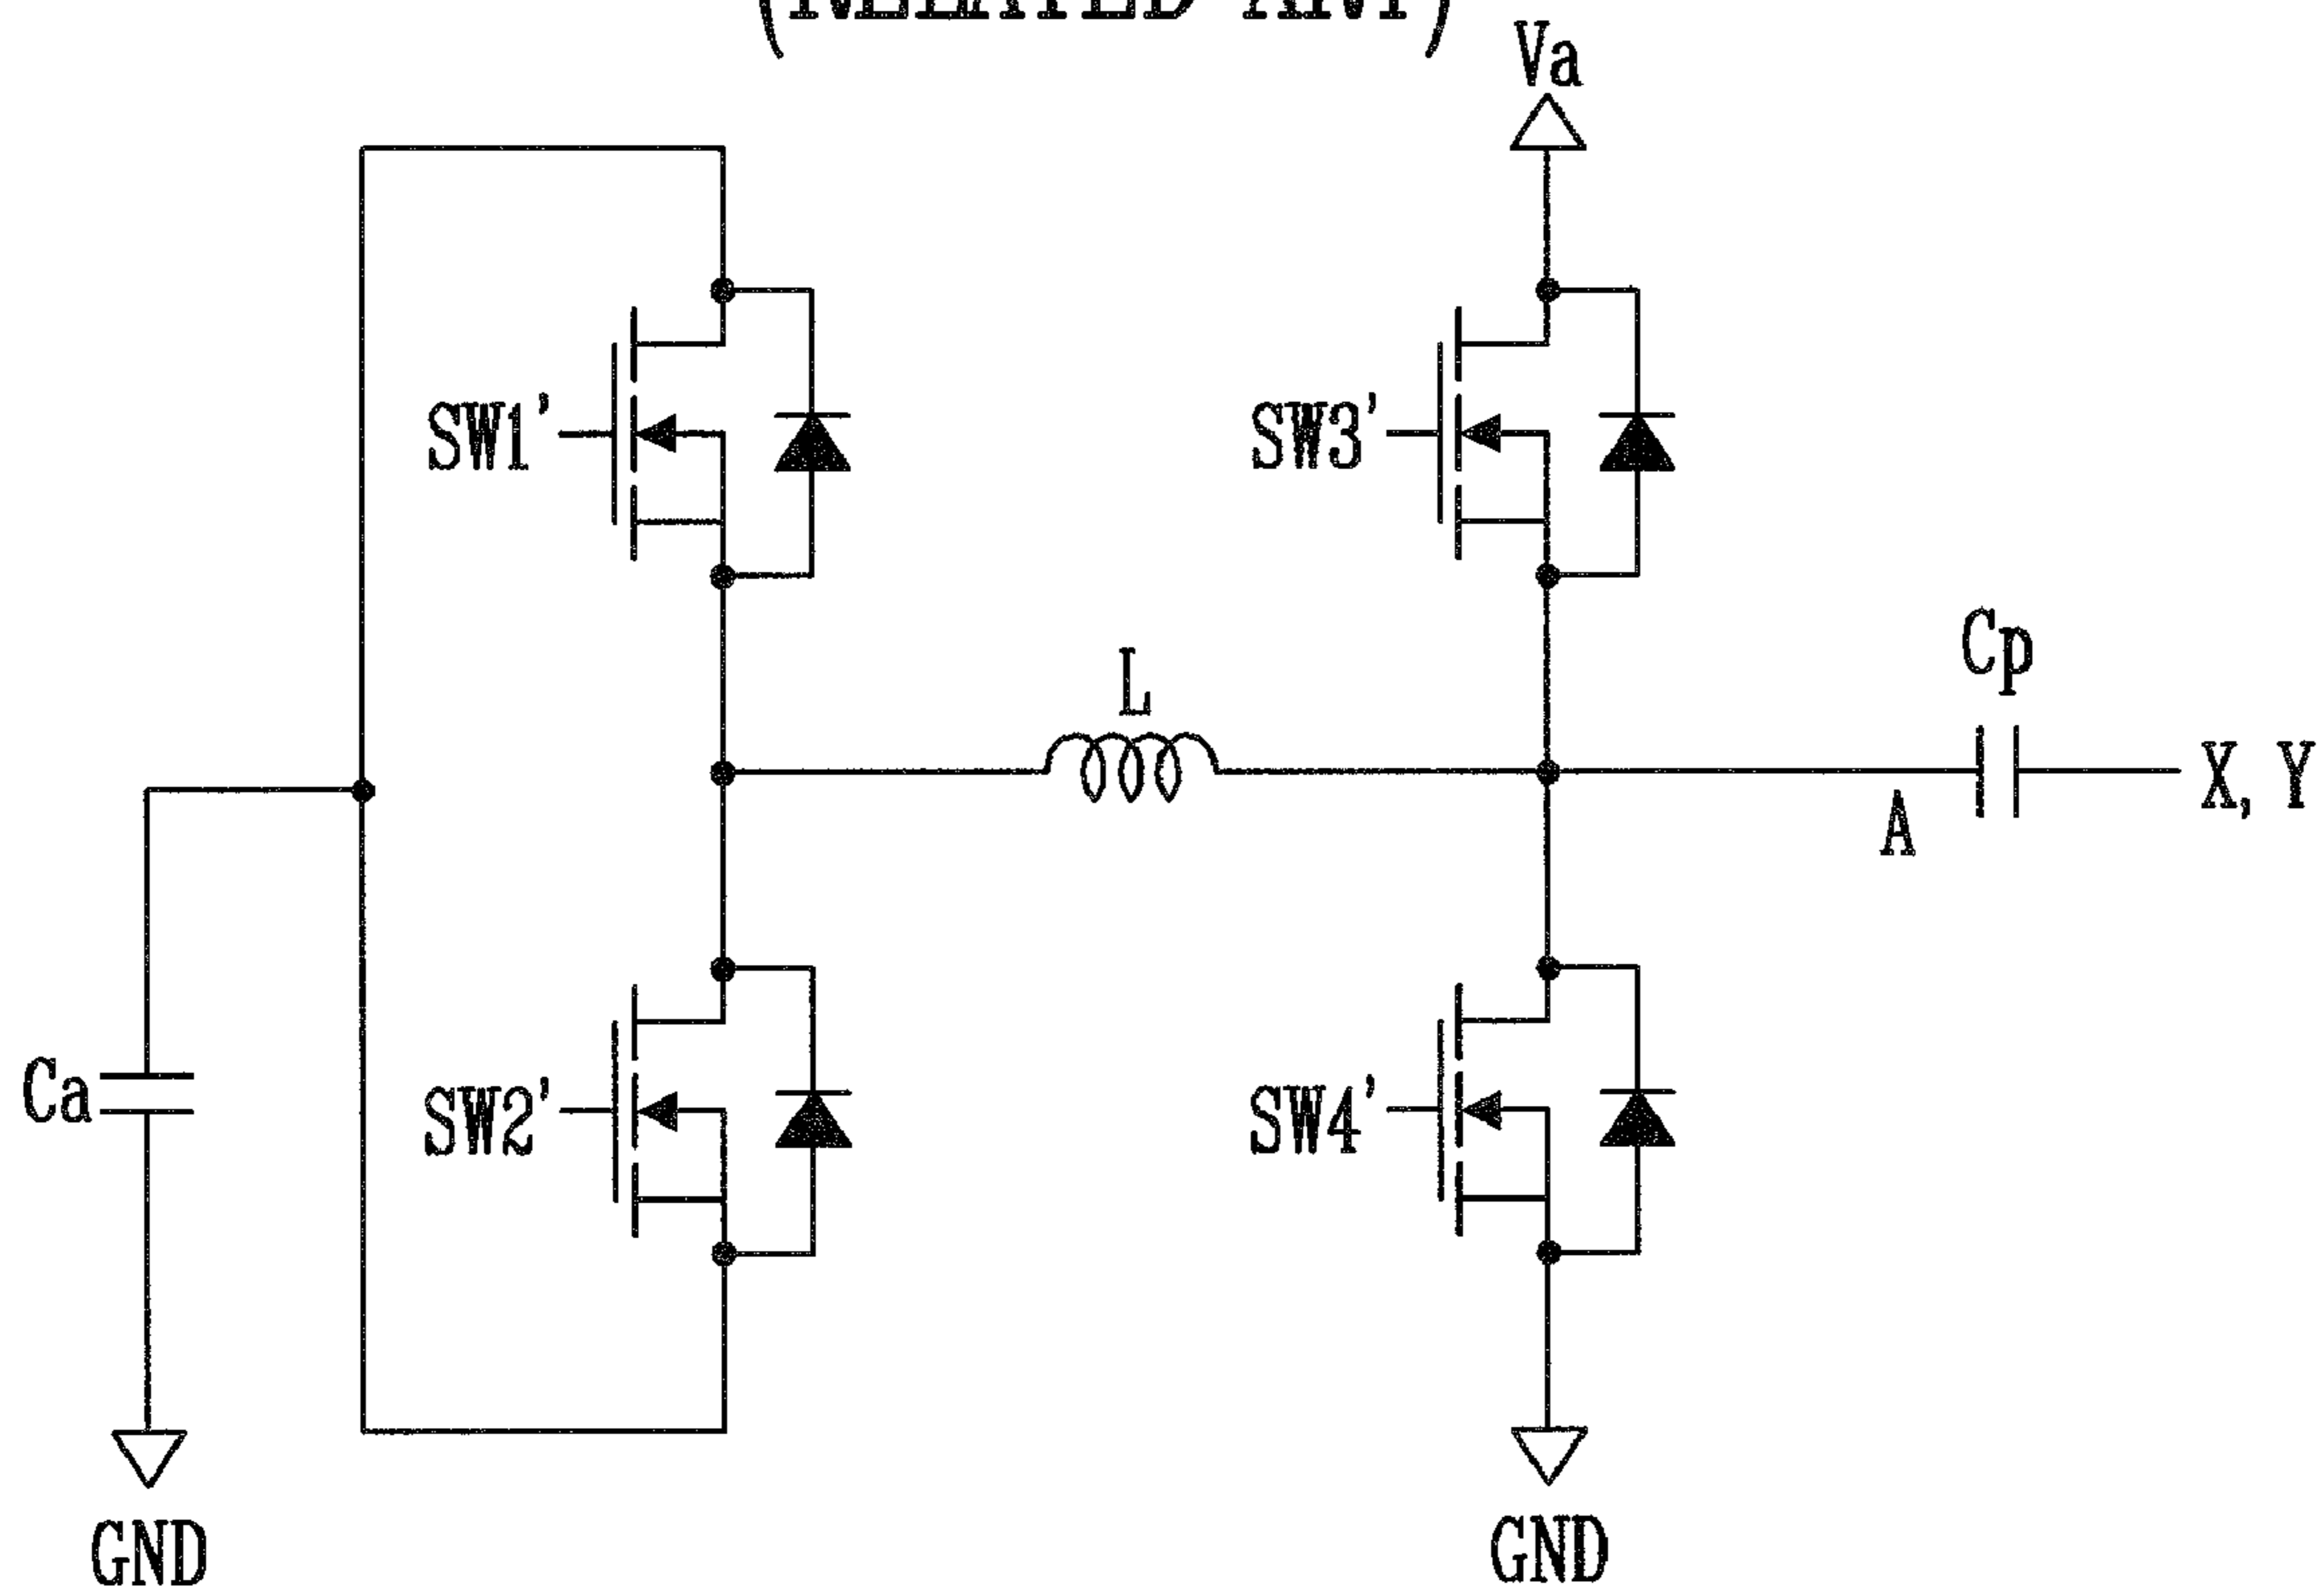 Va
SW1'
SW3'
L
Cp
A
X, Y
Ca
SW2'
SW4'
GND
GND